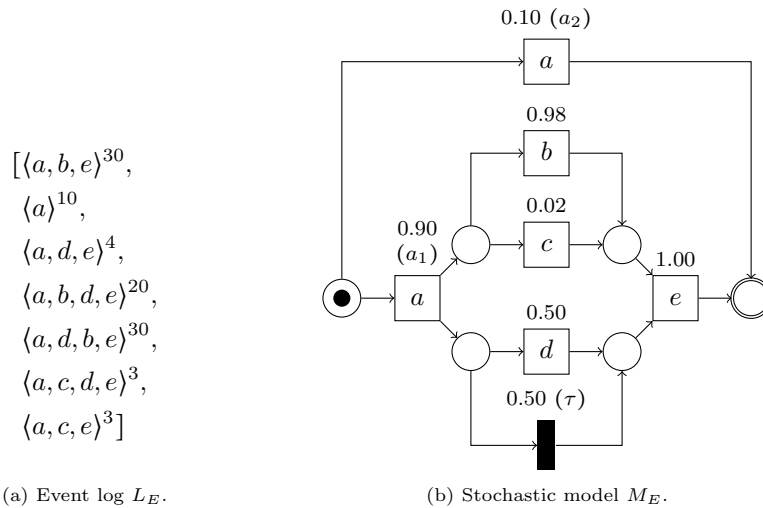 [⟨a, b, e⟩^30,
⟨a⟩^10,
⟨a, d, e⟩^4,
⟨a, b, d, e⟩^20,
⟨a, d, b, e⟩^30,
⟨a, c, d, e⟩^3,
⟨a, c, e⟩^3]
(a) Event log L_E.
0.10 (a_2)
a
0.98
b
0.90
(a_1)
0.02
c
1.00
a
e
0.50
d
0.50 (τ)
(b) Stochastic model M_E.